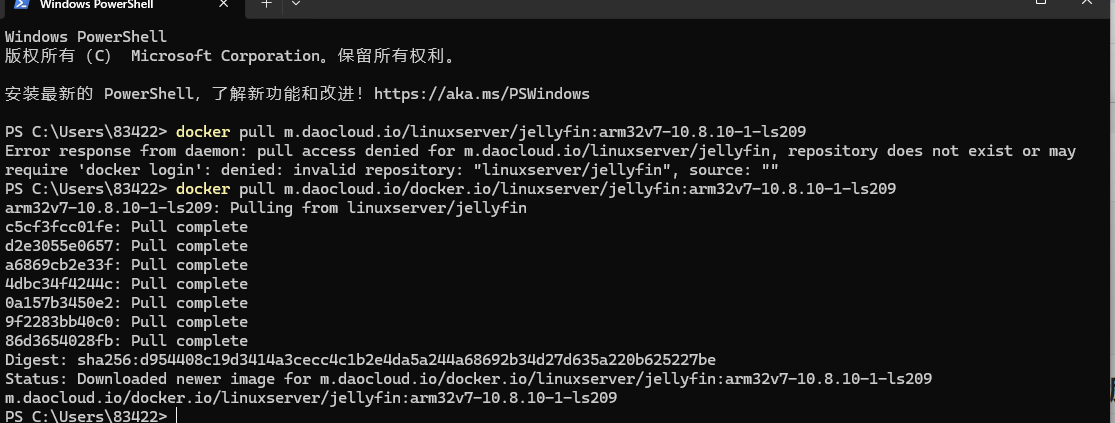 Windows PowerShell
Windows PowerShell
版权所有 (C) Microsoft Corporation。保留所有权利。
安装最新的 PowerShell，了解新功能和改进！https://aka.ms/PSWindows
PS C:\Users\83422> docker pull m.daocloud.io/linuxserver/jellyfin:arm32v7-10.8.10-1-ls209
Error response from daemon: pull access denied for m.daocloud.io/linuxserver/jellyfin, repository does not exist or may
require 'docker login': denied: invalid repository: "linuxserver/jellyfin", source: ""
PS C:\Users\83422> docker pull m.daocloud.io/docker.io/linuxserver/jellyfin:arm32v7-10.8.10-1-ls209
arm32v7-10.8.10-1-ls209: Pulling from linuxserver/jellyfin
c5cf3fcc01fe: Pull complete
d2e3055e0657: Pull complete
a6869cb2e33f: Pull complete
4dbc34f4244c: Pull complete
0a157b3450e2: Pull complete
9f2283bb40c0: Pull complete
86d3654028fb: Pull complete
Digest: sha256:d954408c19d3414a3cecc4c1b2e4da5a244a68692b34d27d635a220b625227be
Status: Downloaded newer image for m.daocloud.io/docker.io/linuxserver/jellyfin:arm32v7-10.8.10-1-ls209
m.daocloud.io/docker.io/linuxserver/jellyfin:arm32v7-10.8.10-1-ls209
PS C:\Users\83422>